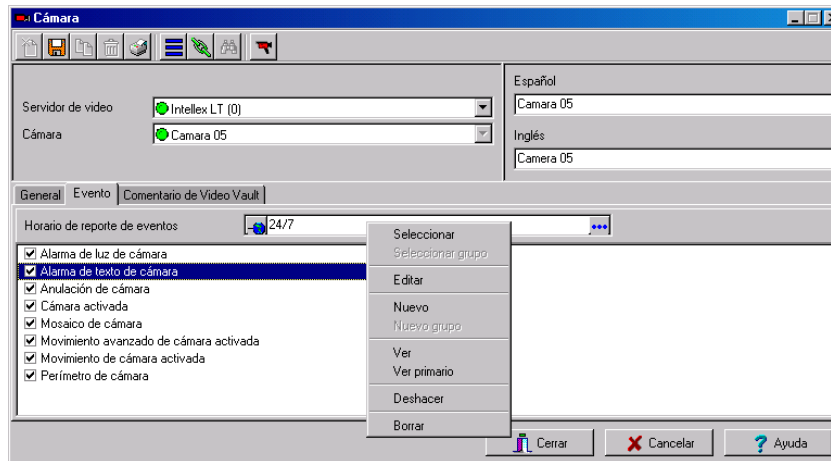 Cámara
Español
Servidor de video
Intellex LT (0)
Camara 05
Cámara
Camara 05
Inglés
Camera 05
General
Evento
Comentario de Video Vault
Horario de reporte de eventos
24/7
Alarma de luz de cámara
Alarma de texto de cámara
Anulación de cámara
Cámara activada
Mosaico de cámara
Movimiento avanzado de cámara activada
Movimiento de cámara activada
Perímetro de cámara
Seleccionar
Seleccionar grupo
Editar
Nuevo
Nuevo grupo
Ver
Ver primario
Deshacer
Borrar
Cerrar
Cancelar
Ayuda